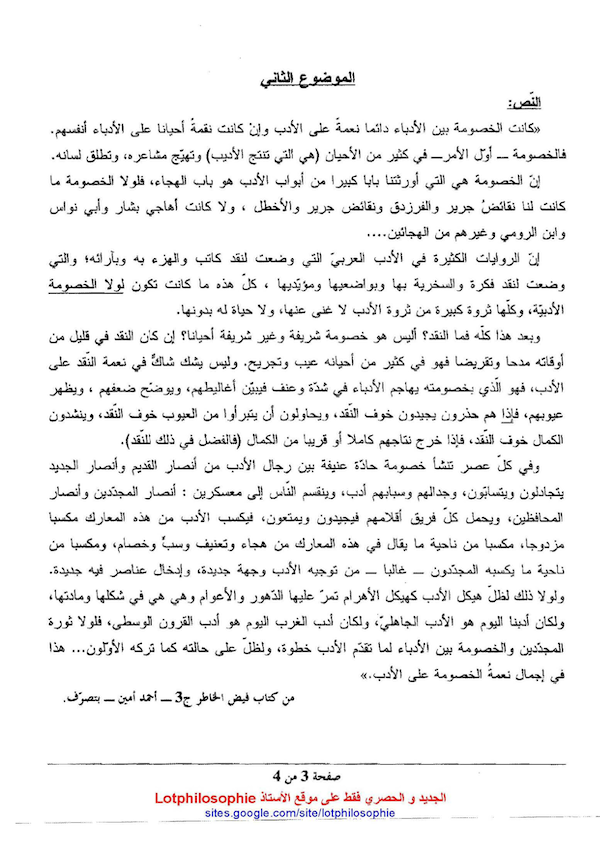 الموضوع الثاني
النّص:
«كانت الخصومة بين الأدباء دائما نعمةً على الأدب وإنْ كانت نقمةً أحيانا على الأدباء أنفسهم.
فالخصومة ــ أوّل الأمرــ في كثير من الأحيان (هي التي تنتج الأديب) وتهيّج مشاعره، وتطلق لسانه.
إنّ الخصومة هي التي أورثتنا بابا كبيرا من أبواب الأدب هو باب الهجاء، فلولا الخصومة ما
كانت لنا نقائضُ جرير والفرزدق ونقائض جرير والأخطل ، ولا كانت أهاجي بشار وأبي نواس
وابن الرومي وغيرهم من الهجائين....
إنّ الروايات الكثيرة في الأدب العربيّ التي وضعت لنقد كاتب والهزء به وبآرائه؛ والتي
وضعت لنقد فكرة والسخرية بها وبواضعيها ومؤيّديها ، كلّ هذه ما كانت تكون لولا الخصومة
الأدبيّة، وكلّها ثروة كبيرة من ثروة الأدب لا غنى عنها، ولا حياة له بدونها.
وبعد هذا كلّه فما النقد؟ أليس هو خصومة شريفة وغير شريفة أحيانا؟ إن كان النقد في قليل من
أوقاته مدحا وتقريضا فهو في كثير من أحيانه عيب وتجريح. وليس يشك شاكٌّ في نعمة النّقد على
الأدب، فهو الّذي بخصومته يهاجم الأدباء في شدّة وعنف فيبيّن أغاليطهم، ويوضّح ضعفهم ، ويظهر
عيوبهم، فإذا هم حذرون يجيدون خوف النّقد، ويحاولون أن يتبرأوا من العيوب خوف النّقد، وينشدون
الكمال خوف النّقد، فإذا خرج نتاجهم كاملا أو قريبا من الكمال (فالفضل في ذلك للنّقد).
وفي كلّ عصر تنشأ خصومة حادّة عنيفة بين رجال الأدب من أنصار القديم وأنصار الجديد
يتجادلون ويتسابّون، وجدالهم وسبابهم أدب، وينقسم النّاس إلى معسكرين : أنصار المجدّدين وأنصار
المحافظين، ويحمل كلّ فريق أقلامهم فيجيدون ويمتعون، فيكسب الأدب من هذه المعارك مكسبا
مزدوجا، مكسبا من ناحية ما يقال في هذه المعارك من هجاء وتعنيف وسبٍّ وخصام، ومكسبا من
ناحية ما يكسبه المجدّدون ــ غالبا ــ من توجيه الأدب وجهة جديدة، وإدخال عناصر فيه جديدة.
ولولا ذلك لظلّ هيكل الأدب كهيكل الأهرام تمرّ عليها الدّهور والأعوام وهي هي في شكلها ومادتها،
ولكان أدبنا اليوم هو الأدب الجاهليّ، ولكان أدب الغرب اليوم هو أدب القرون الوسطى، فلولا ثورة
المجدّدين والخصومة بين الأدباء لما تقدّم الأدب خطوة، ولظلّ على حالته كما تركه الأوّلون... هذا
في إجمال نعمةُ الخصومة على الأدب.»
من كتاب فيض الخاطر ج3 ــ أحمد أمين ــ بتصرّف.
صفحة 3 من 4
الجديد و الحصري فقط على موقع الأستاذ Lotphilosophie
sites.google.com/site/lotphilosophie